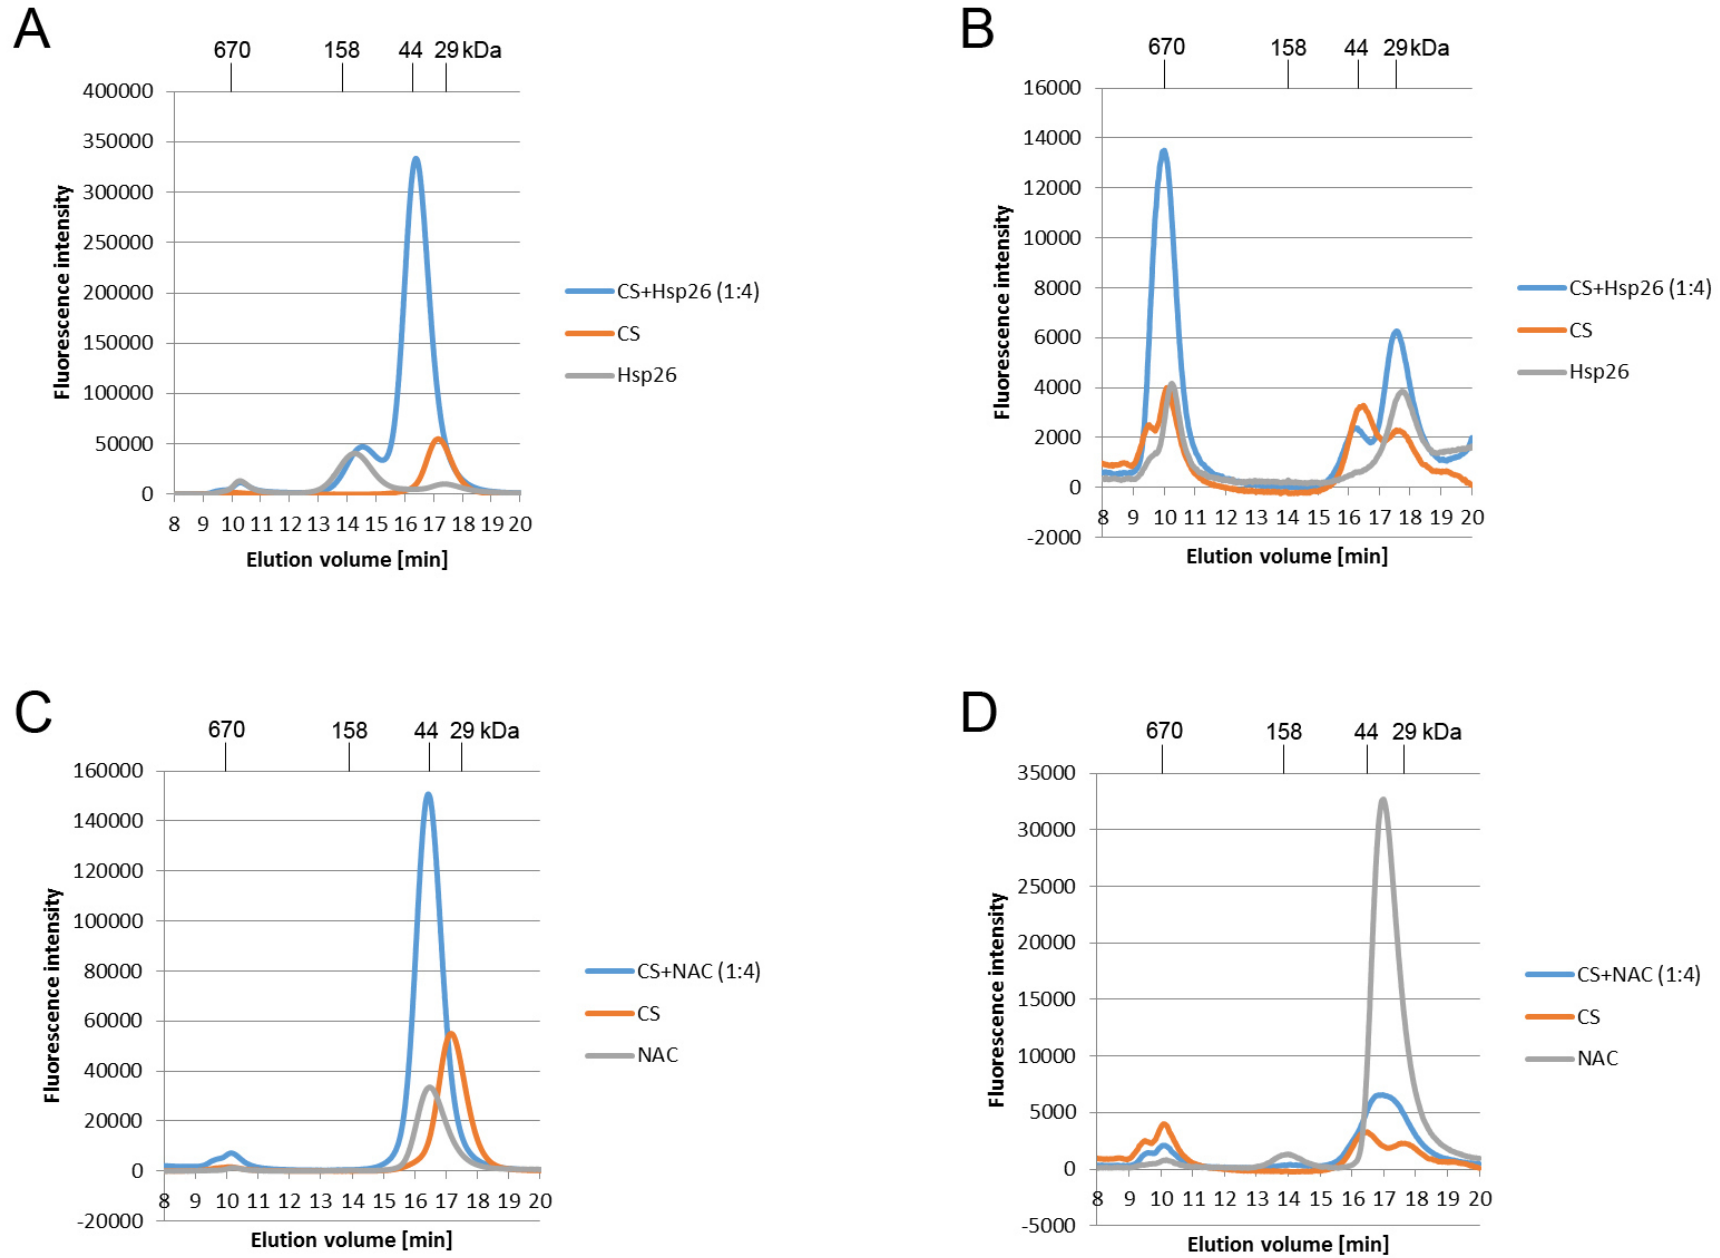 A
670 158 44 29 kDa
400000
350000
300000
250000
200000
150000
100000
50000
0
8 9 10 11 12 13 14 15 16 17 18 19 20
Fluorescence intensity
Elution volume [min]
CS+Hsp26 (1:4)
CS
Hsp26
B
670 158 44 29 kDa
16000
14000
12000
10000
8000
6000
4000
2000
0
-2000
8 9 10 11 12 13 14 15 16 17 18 19 20
Fluorescence intensity
Elution volume [min]
CS+Hsp26 (1:4)
CS
Hsp26
C
670 158 44 29 kDa
160000
140000
120000
100000
80000
60000
40000
20000
0
-20000
8 9 10 11 12 13 14 15 16 17 18 19 20
Fluorescence intensity
Elution volume [min]
CS+NAC (1:4)
CS
NAC
D
670 158 44 29 kDa
35000
30000
25000
20000
15000
10000
5000
0
-5000
8 9 10 11 12 13 14 15 16 17 18 19 20
Fluorescence intensity
Elution volume [min]
CS+NAC (1:4)
CS
NAC